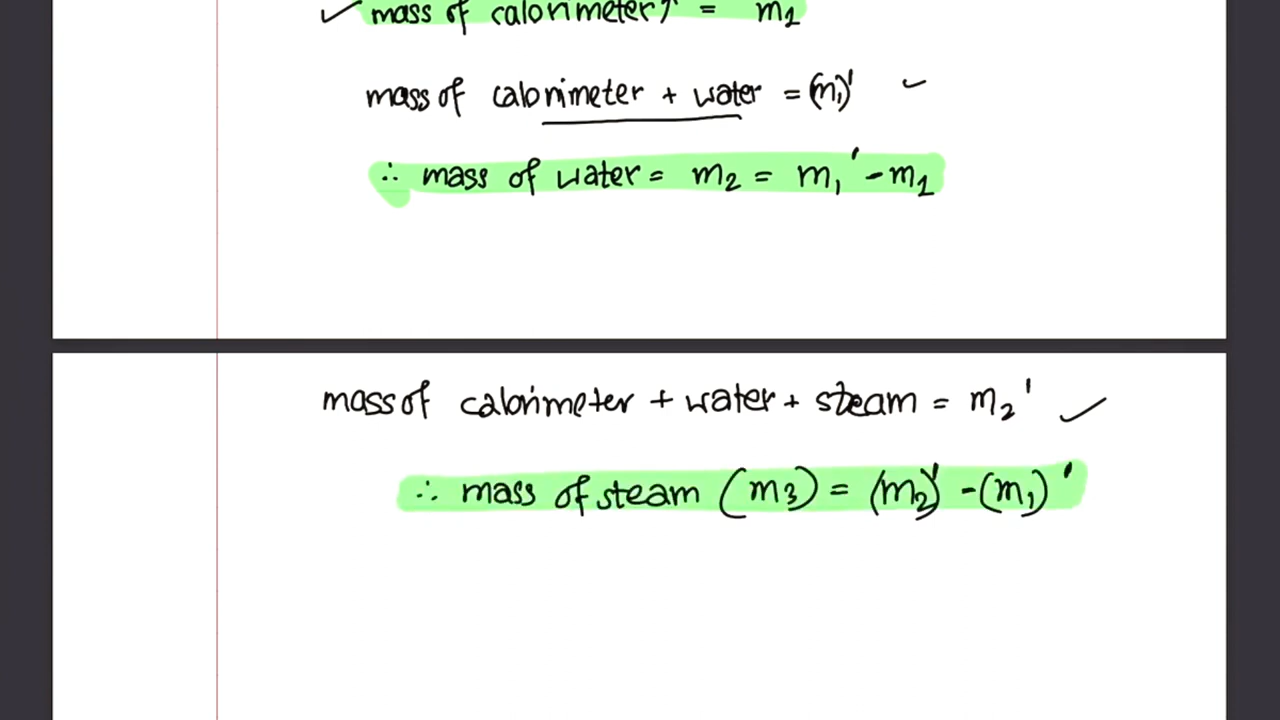 ✓ mass of calorimeter) = m1
mass of calorimeter + water = (m1)' ✓
∴ mass of water = m2 = m1' - m1
mass of calorimeter + water + steam = m2' ✓
∴ mass of steam (m3) = (m2)' - (m1)'